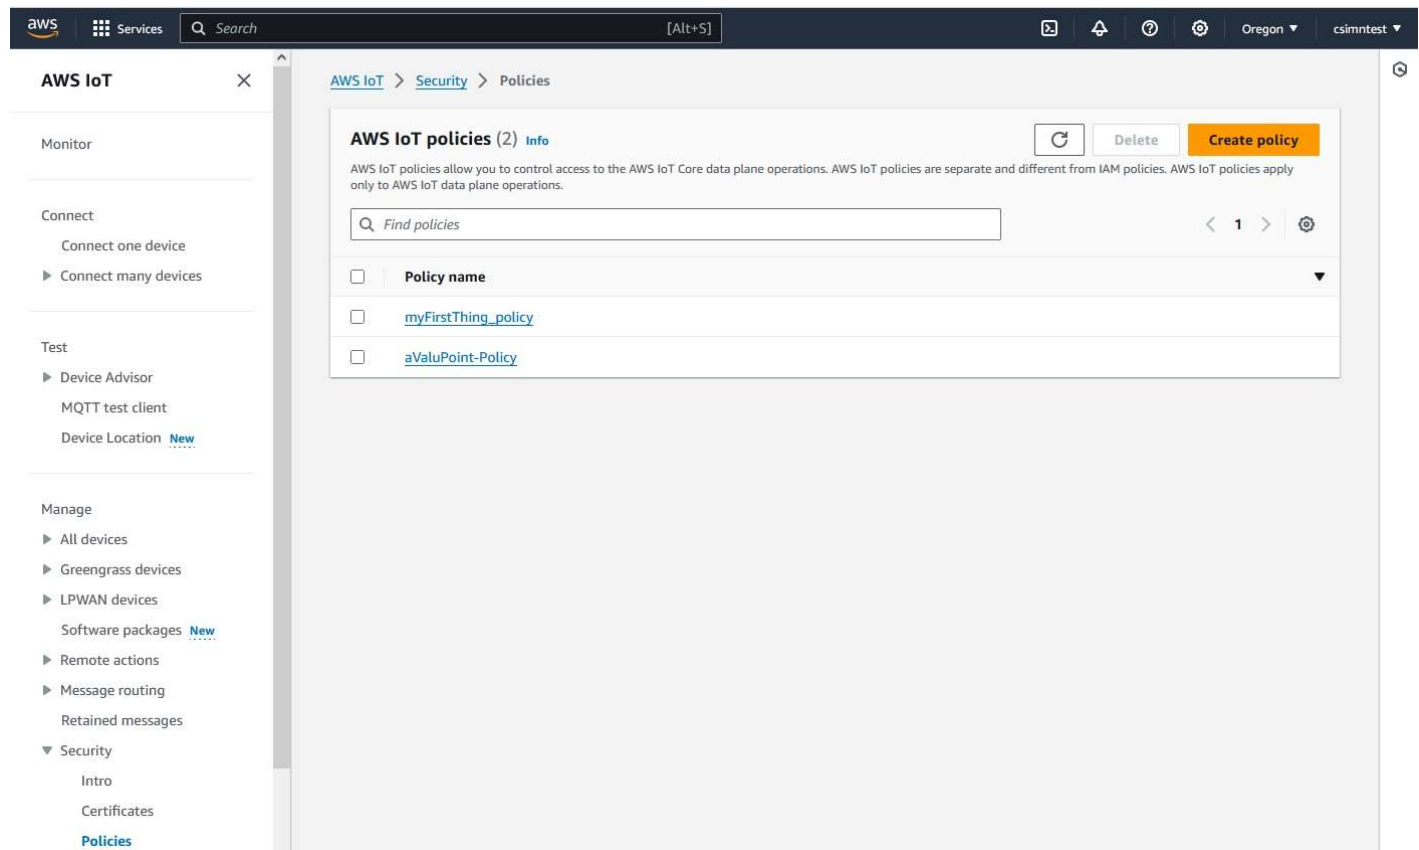 aws
Services
Search
[Alt+S]
Oregon
csimntest
AWS IoT
Monitor
Connect
Connect one device
Connect many devices
Test
Device Advisor
MQTT test client
Device Location New
Manage
All devices
Greengrass devices
LPWAN devices
Software packages New
Remote actions
Message routing
Retained messages
Security
Intro
Certificates
Policies
AWS IoT > Security > Policies
AWS IoT policies (2) Info
Delete
Create policy
AWS IoT policies allow you to control access to the AWS IoT Core data plane operations. AWS IoT policies are separate and different from IAM policies. AWS IoT policies apply
only to AWS IoT data plane operations.
Find policies
1
Policy name
myFirstThing_policy
aValuPoint-Policy